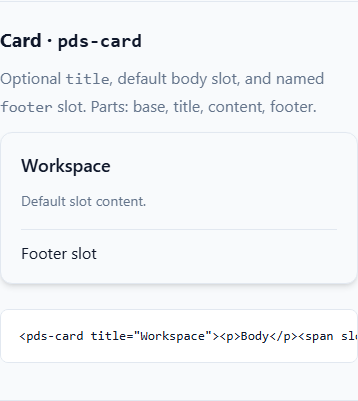 Card · pds-card
Optional title, default body slot, and named
footer slot. Parts: base, title, content, footer.
Workspace
Default slot content.
Footer slot
<pds-card title="Workspace"><p>Body</p><span slo